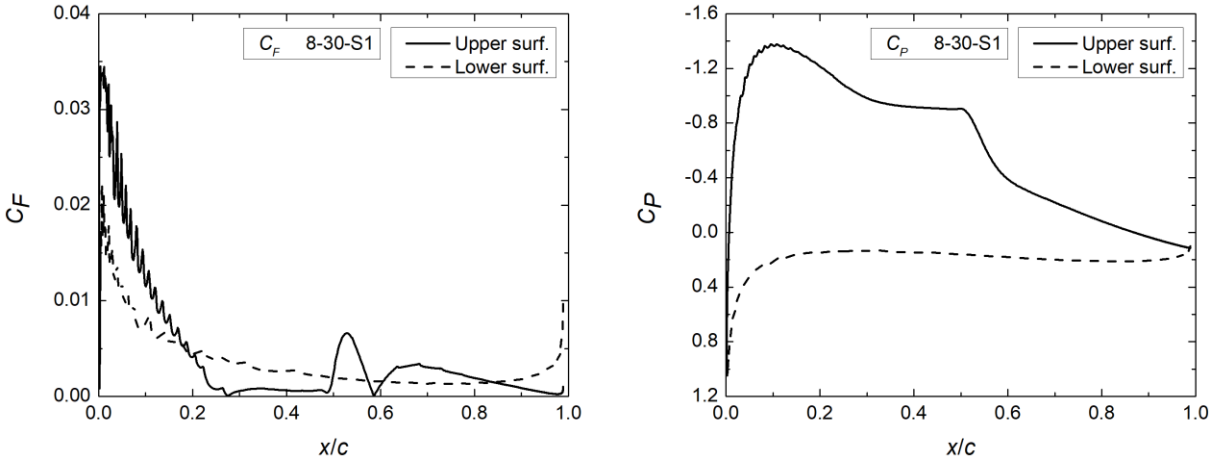 0.04
0.03
0.02
0.01
0.00
C_F
C_F 8-30-S1
Upper surf.
Lower surf.
0.0 0.2 0.4 0.6 0.8 1.0
x/c
-1.6
-1.2
-0.8
-0.4
0.0
0.4
0.8
1.2
C_P
C_P 8-30-S1
Upper surf.
Lower surf.
0.0 0.2 0.4 0.6 0.8 1.0
x/c